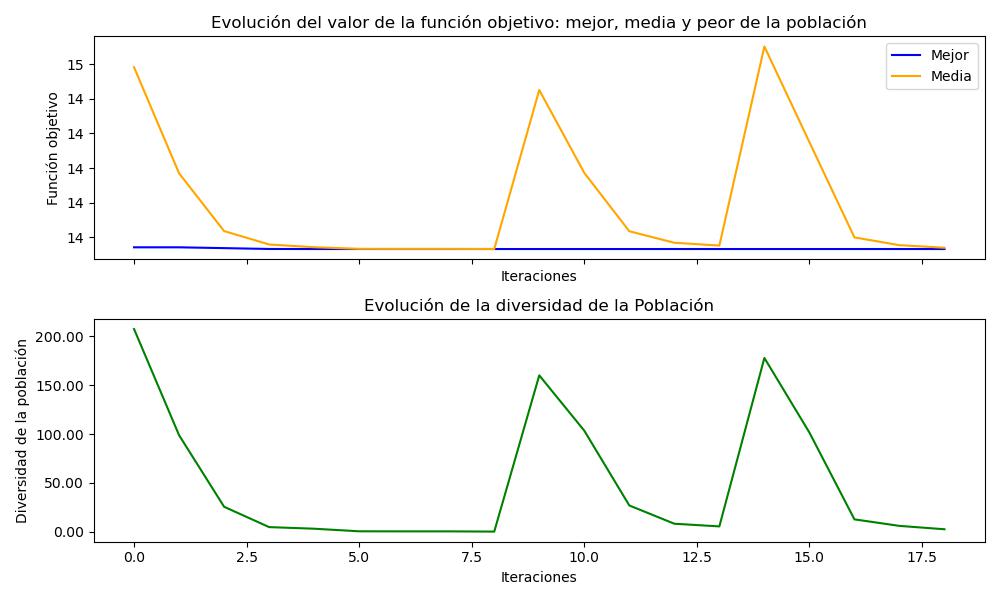 Evolución del valor de la función objetivo: mejor, media y peor de la población
Función objetivo
15
14
14
14
14
14
Mejor
Media
Iteraciones
Evolución de la diversidad de la Población
Diversidad de la población
200.00
150.00
100.00
50.00
0.00
0.0 2.5 5.0 7.5 10.0 12.5 15.0 17.5
Iteraciones